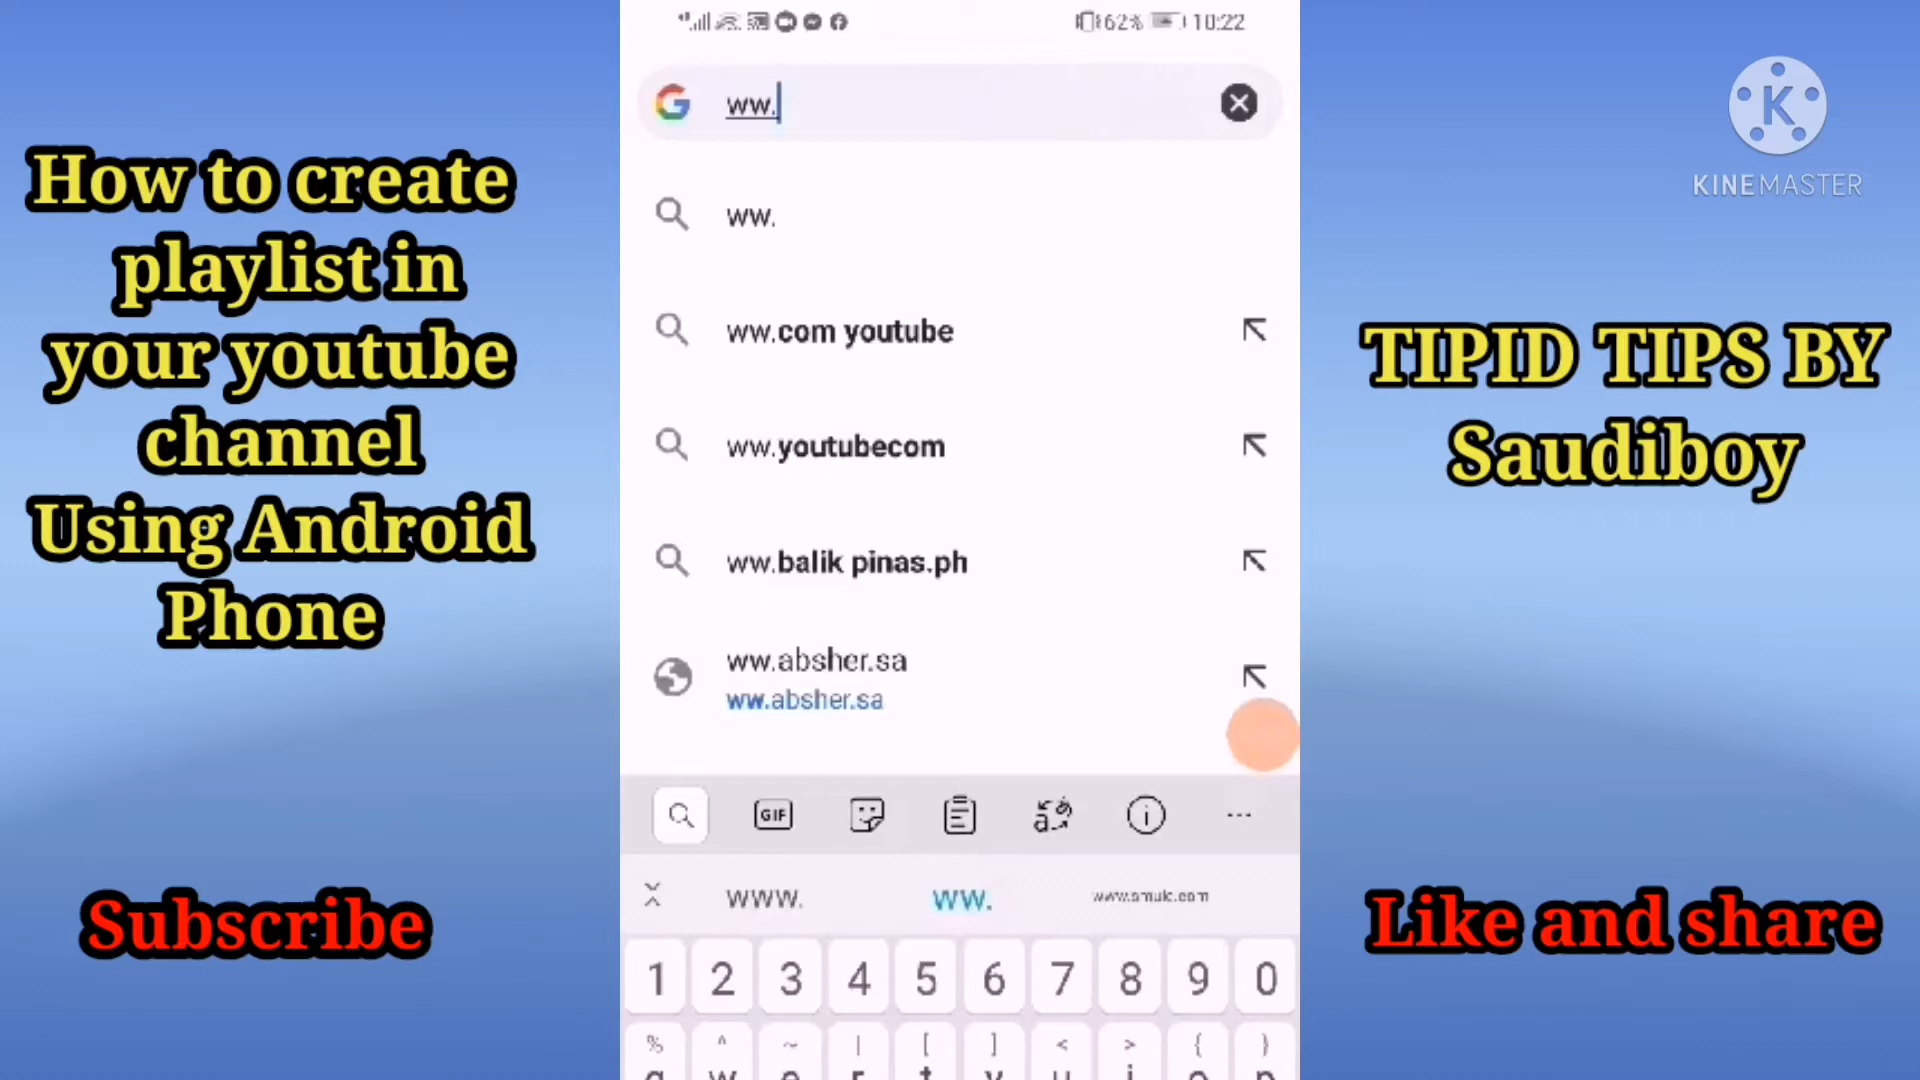 How to create
playlist in
your youtube
channel
Using Android
Phone
Subscribe
62% 10:22
ww.
ww.
ww.com youtube
ww.youtubecom
ww.balik pinas.ph
ww.absher.sa
ww.absher.sa
GIF
www. ww.
1 2 3 4 5 6 7 8 9 0
% ^ ~ | [ ] < > { }
q w e r t y u i o p
KINEMASTER
TIPID TIPS BY
Saudiboy
Like and share